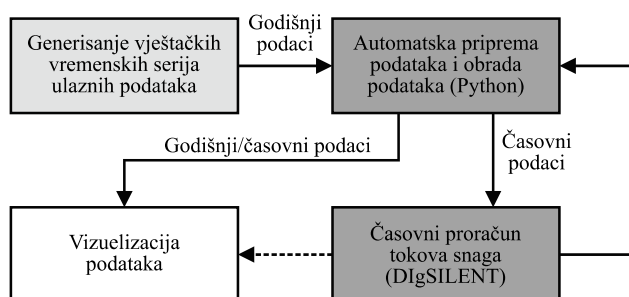 Godišnji
podaci
Generisanje vještačkih
vremenskih serija
ulaznih podataka
Automatska priprema
podataka i obrada
podataka (Python)
Godišnji/časovni podaci
Časovni
podaci
Vizuelizacija
podataka
Časovni proračun
tokova snaga
(DIgSILENT)